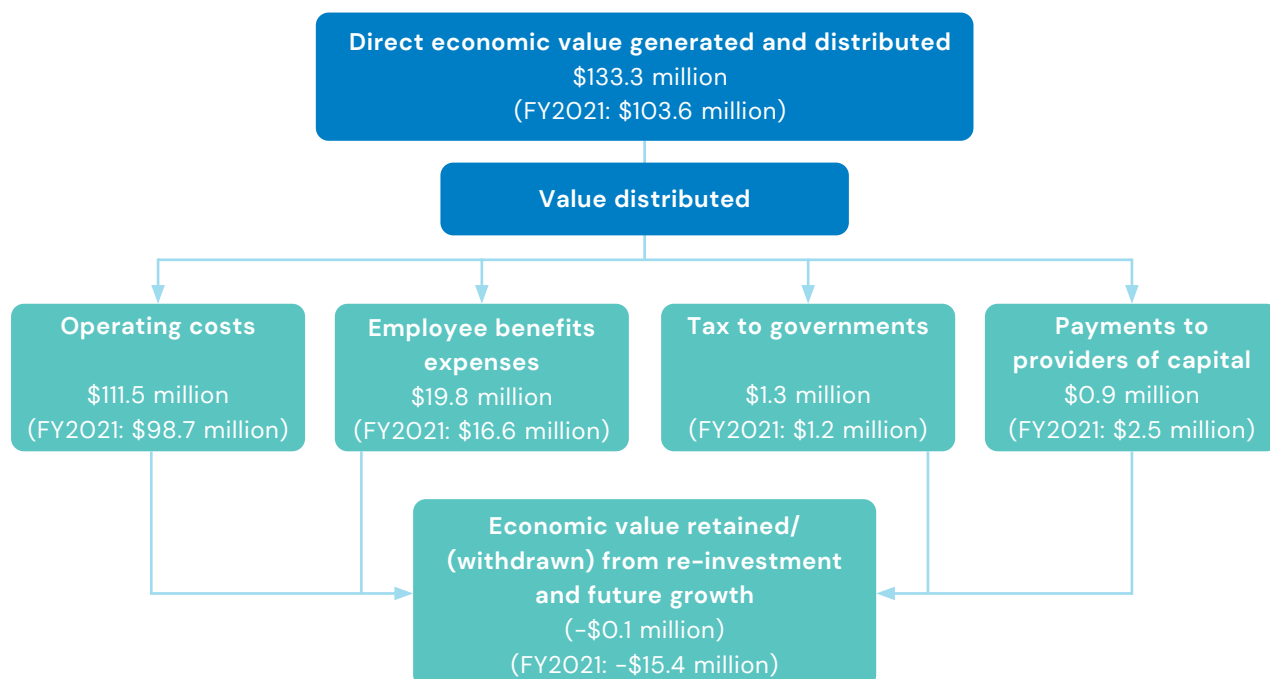 Direct economic value generated and distributed
$133.3 million
(FY2021: $103.6 million)
Value distributed
Operating costs
$111.5 million
(FY2021: $98.7 million)
Employee benefits
expenses
$19.8 million
(FY2021: $16.6 million)
Tax to governments
$1.3 million
(FY2021: $1.2 million)
Payments to
providers of capital
$0.9 million
(FY2021: $2.5 million)
Economic value retained/
(withdrawn) from re-investment
and future growth
(-$0.1 million)
(FY2021: -$15.4 million)